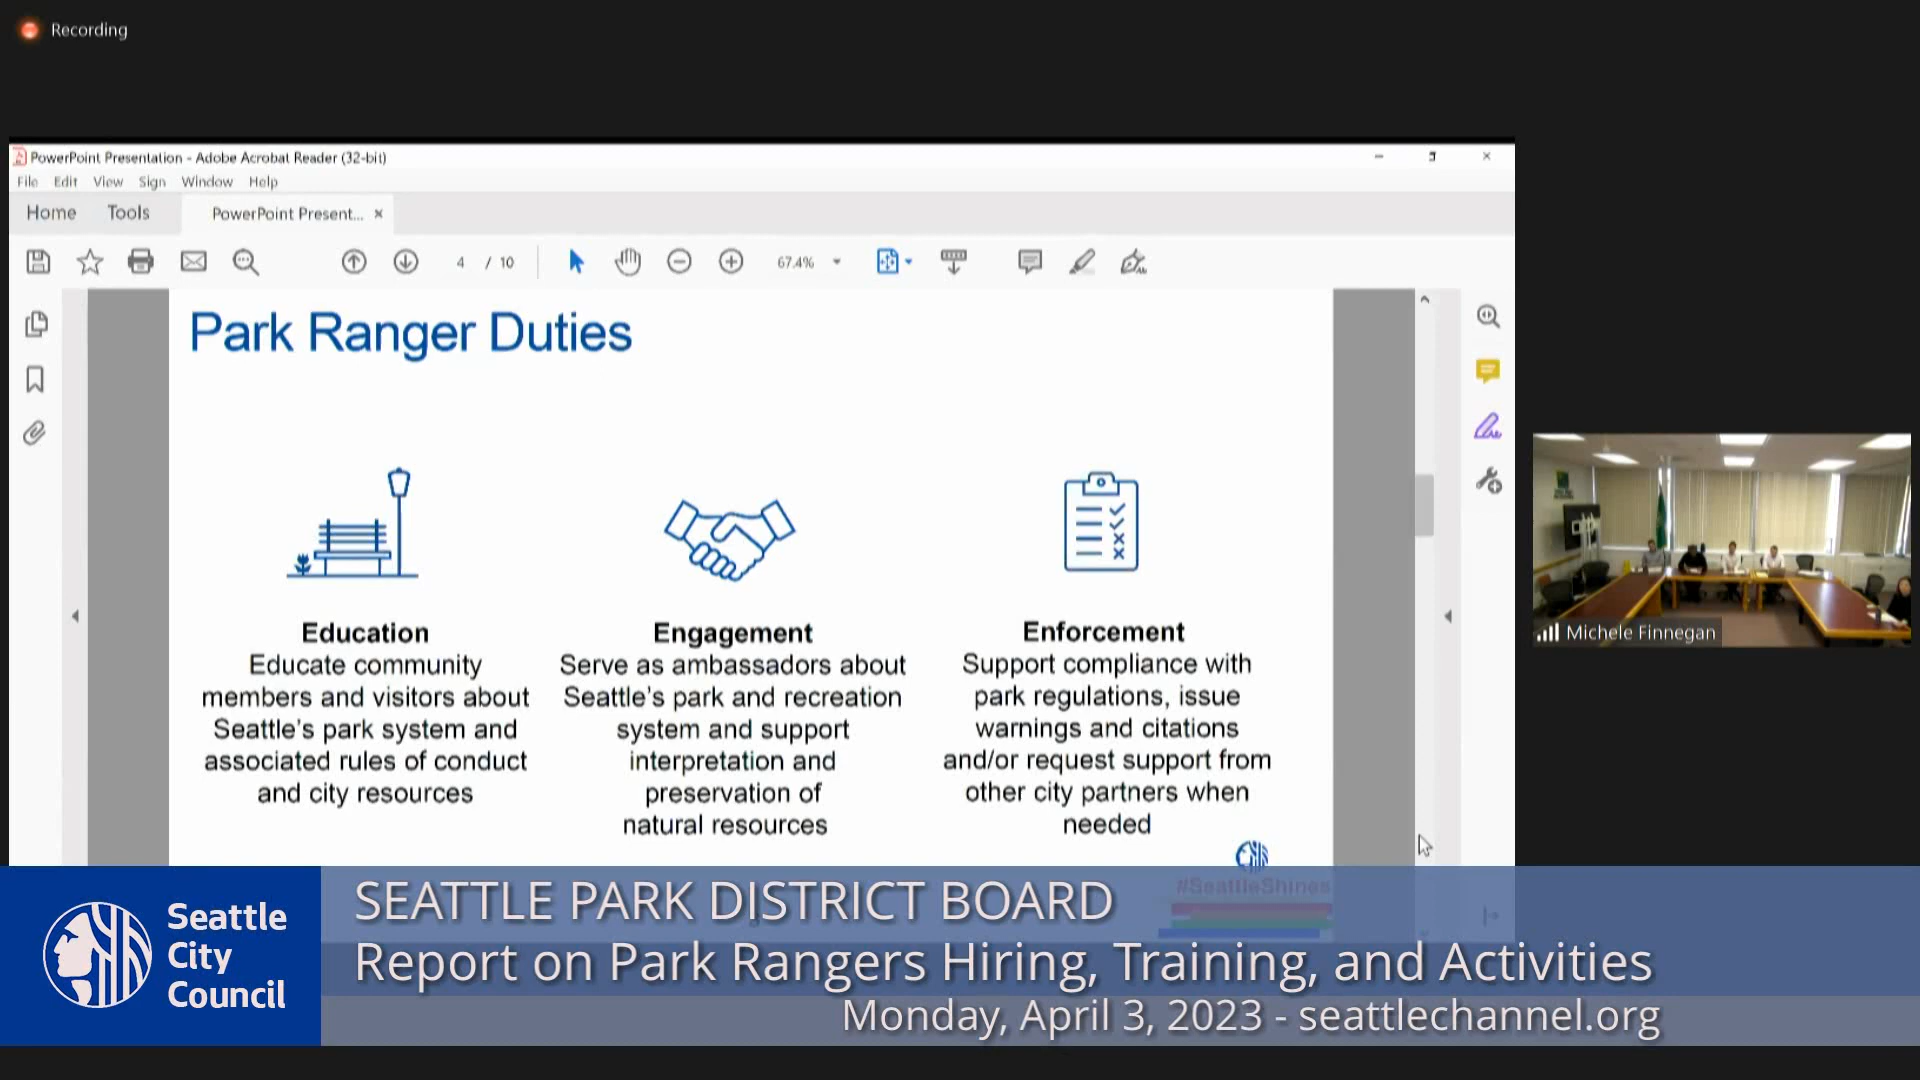 Recording
PowerPoint Presentation - Adobe Acrobat Reader (32-bit)
File Edit View Sign Window Help
Home Tools PowerPoint Present... ×
4 / 10 67.4%
Park Ranger Duties
Education
Educate community
members and visitors about
Seattle's park system and
associated rules of conduct
and city resources
Engagement
Serve as ambassadors about
Seattle's park and recreation
system and support
interpretation and
preservation of
natural resources
Enforcement
Support compliance with
park regulations, issue
warnings and citations
and/or request support from
other city partners when
needed
#SeattleShines
Michele Finnegan
Seattle
City
Council
SEATTLE PARK DISTRICT BOARD
Report on Park Rangers Hiring, Training, and Activities
Monday, April 3, 2023 - seattlechannel.org